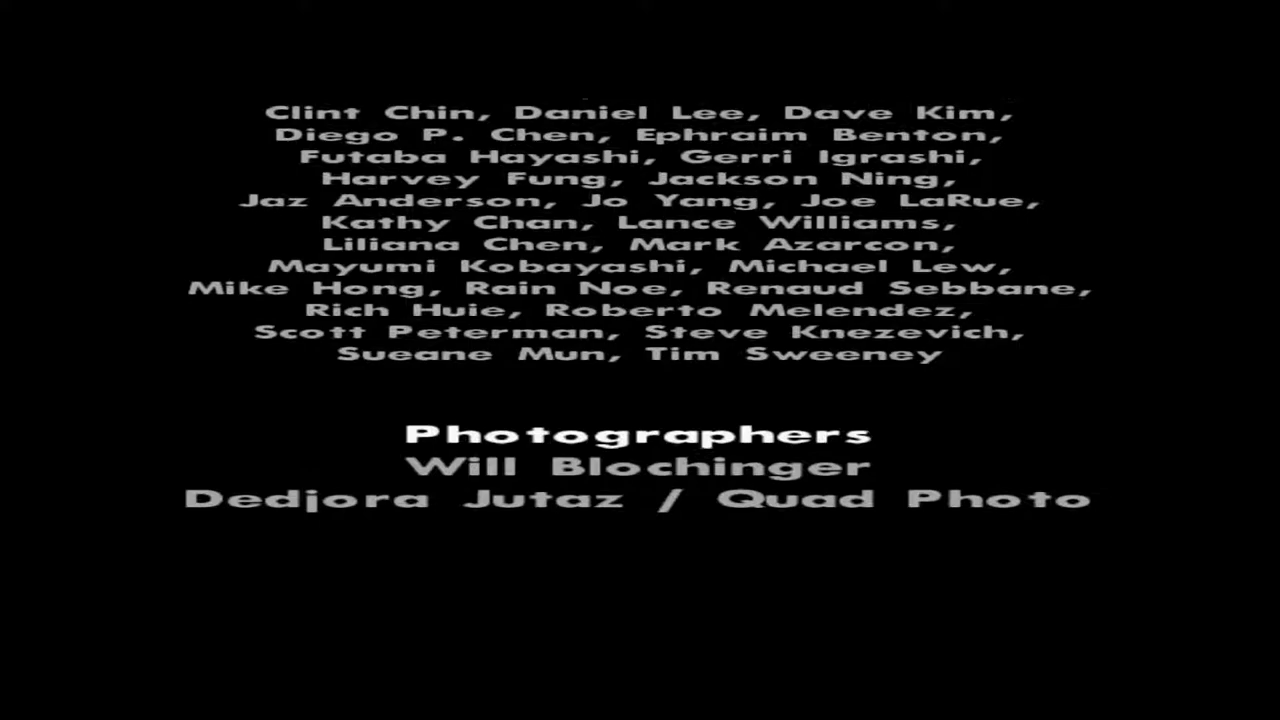 Clint Chin, Daniel Lee, Dave Kim,
Diego P. Chen, Ephraim Benton,
Futaba Hayashi, Gerri Igrashi,
Harvey Fung, Jackson Ning,
Jaz Anderson, Jo Yang, Joe LaRue,
Kathy Chan, Lance Williams,
Liliana Chen, Mark Azarcon,
Mayumi Kobayashi, Michael Lew,
Mike Hong, Rain Noe, Renaud Sebbane,
Rich Huie, Roberto Melendez,
Scott Peterman, Steve Knezevich,
Sueane Mun, Tim Sweeney
Photographers
Will Blochinger
Dedjora Jutaz / Quad Photo